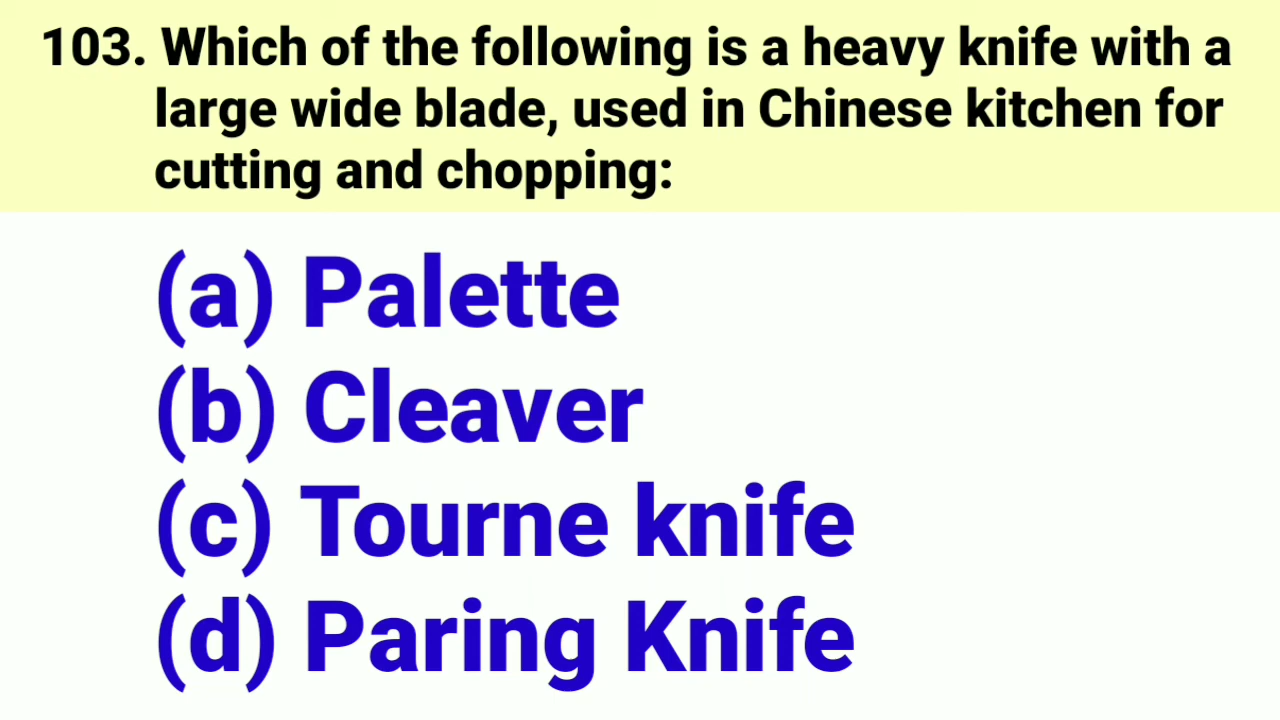 103. Which of the following is a heavy knife with a
large wide blade, used in Chinese kitchen for
cutting and chopping:
(a) Palette
(b) Cleaver
(c) Tourne knife
(d) Paring Knife